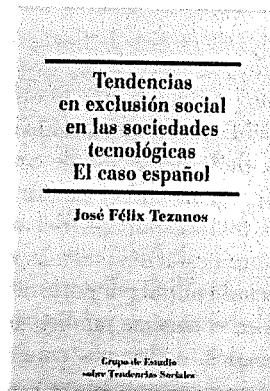 Tendencias
en exclusión social
en las sociedades
tecnológicas
El caso español
José Félix Tezanos
Grupo de Estudio
sobre Tendencias Sociales